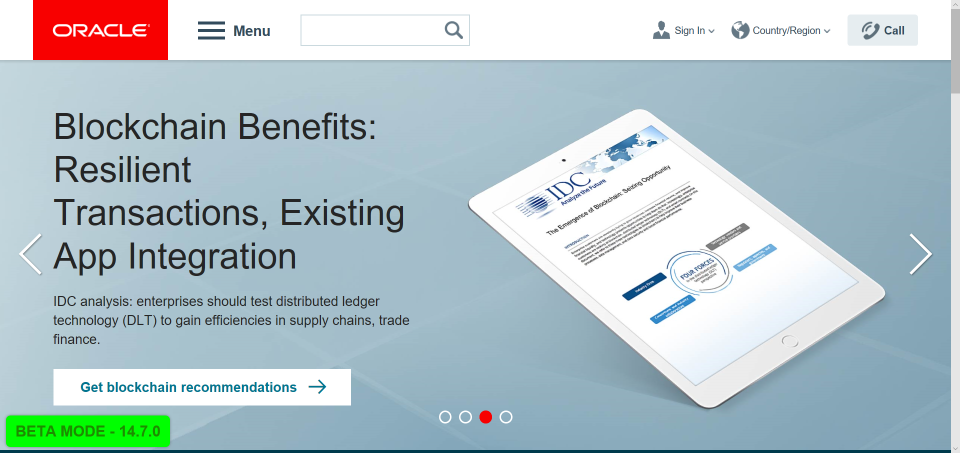 ORACLE
Menu
Sign In
Country/Region
Call
Blockchain Benefits:
Resilient
Transactions, Existing
App Integration
IDC analysis: enterprises should test distributed ledger
technology (DLT) to gain efficiencies in supply chains, trade
finance.
Get blockchain recommendations
IDC
Analyze the Future
The Emergence of Blockchain: Seizing Opportunity
INTRODUCTION
FOUR FORCES
BETA MODE - 14.7.0